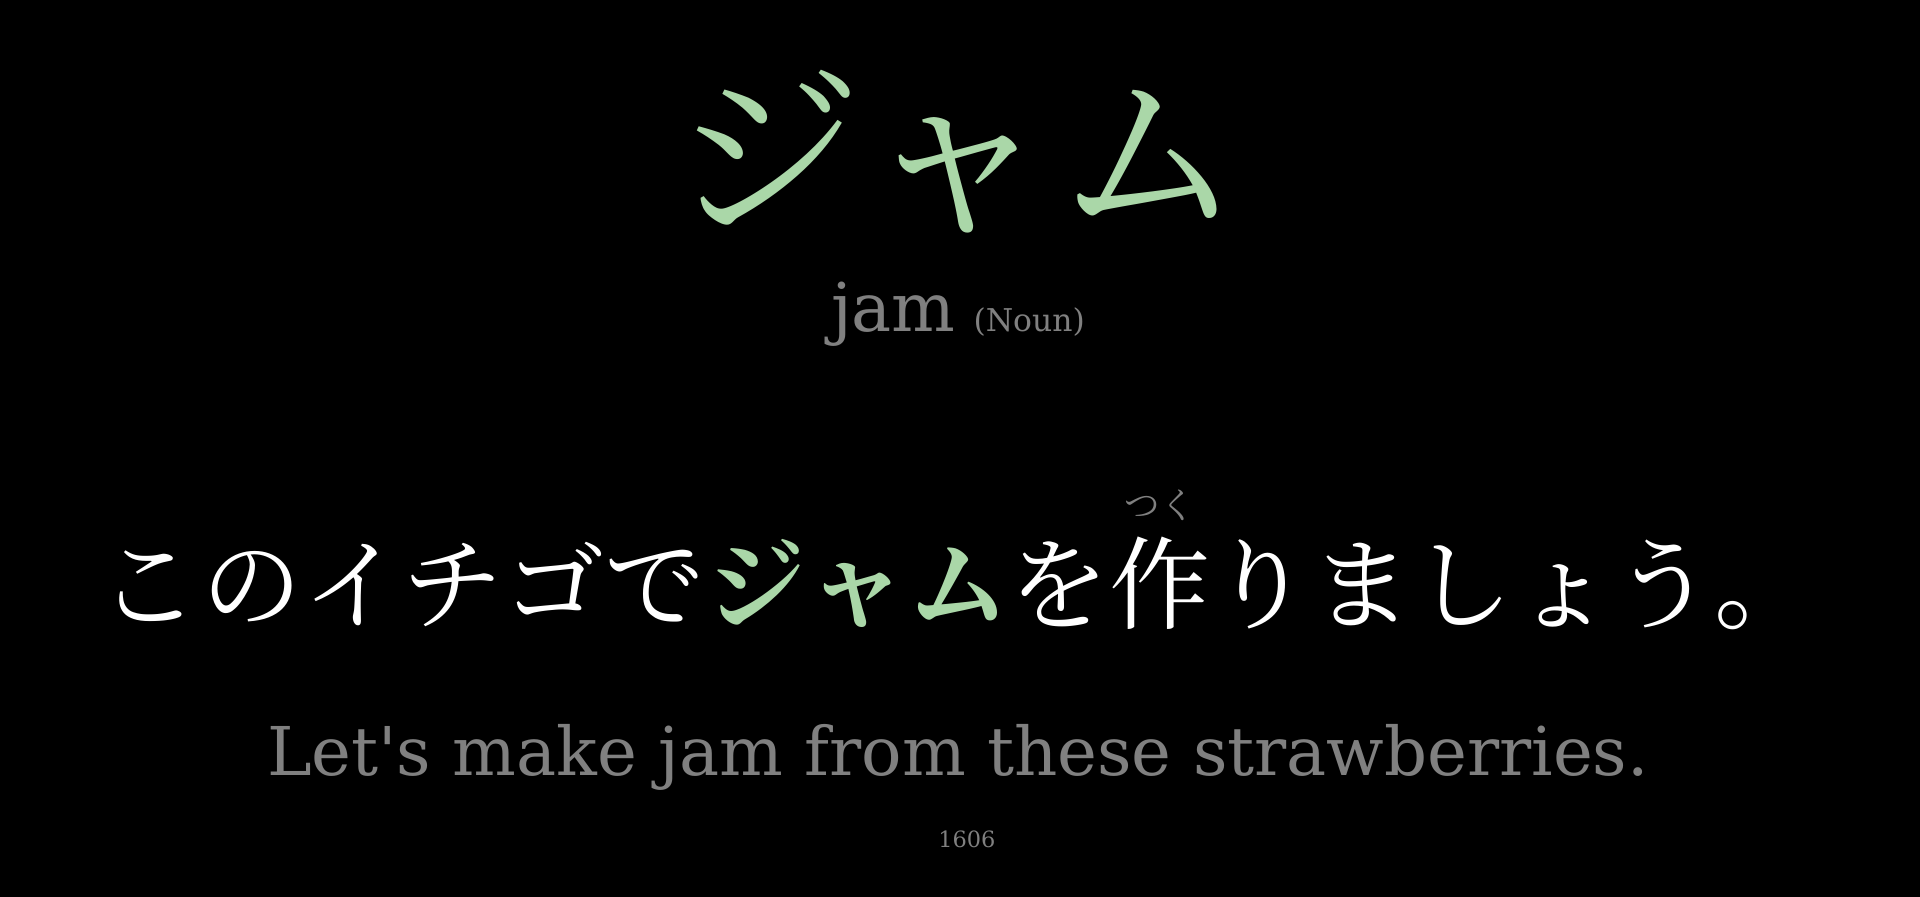 ジャム
jam (Noun)
つく
このイチゴでジャムを作りましょう。
Let's make jam from these strawberries.
1606